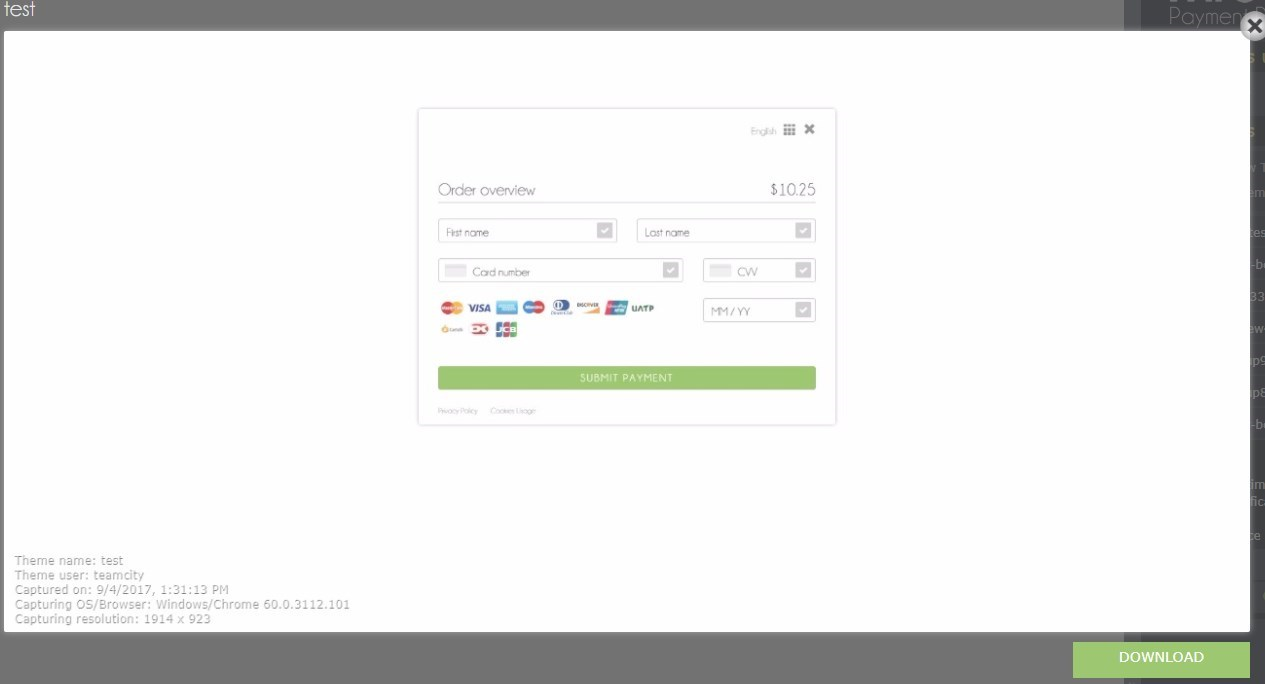 test
Payment
English
Order overview
$10.25
First name
Last name
Card number
CVV
VISA
DISCOVER
UATP
MM / YY
JCB
SUBMIT PAYMENT
Privacy Policy
Cookies Usage
Theme name: test
Theme user: teamcity
Captured on: 9/4/2017, 1:31:13 PM
Capturing OS/Browser: Windows/Chrome 60.0.3112.101
Capturing resolution: 1914 x 923
DOWNLOAD